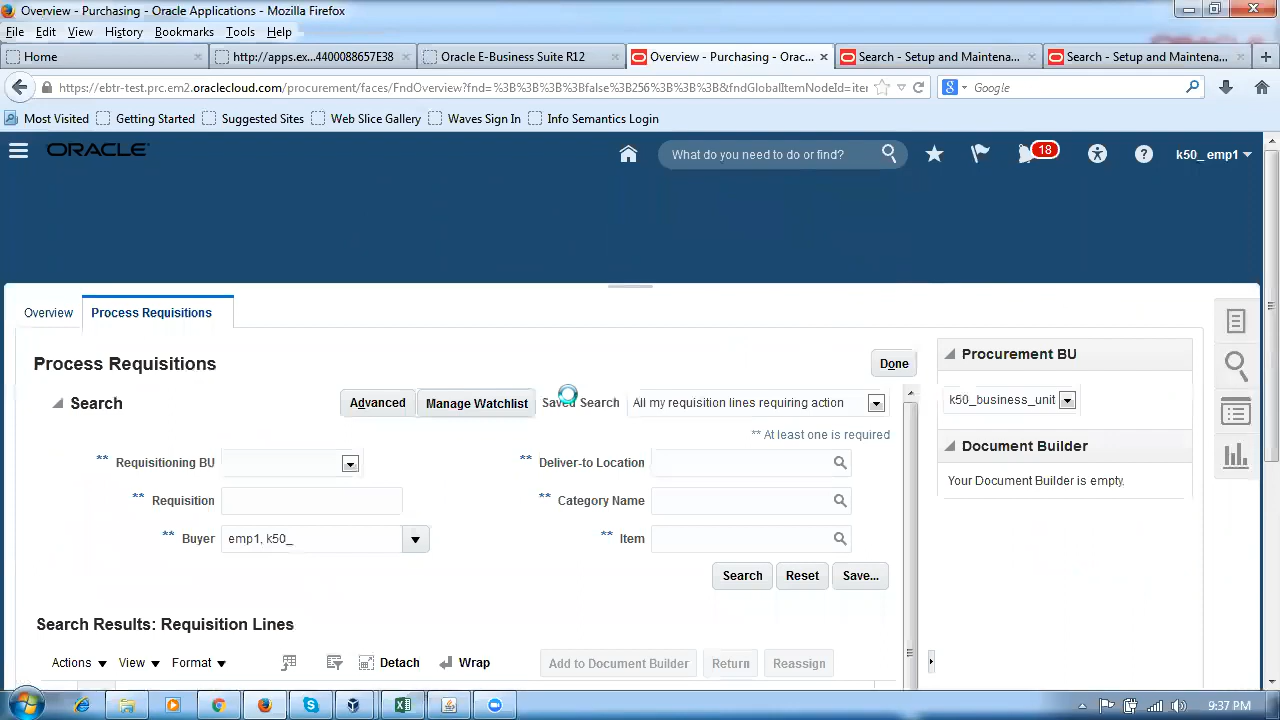 Overview - Purchasing - Oracle Applications - Mozilla Firefox
File Edit View History Bookmarks Tools Help
Home http://apps.ex...4400088657E38 Oracle E-Business Suite R12 Overview - Purchasing - Orac... Search - Setup and Maintena... Search - Setup and Maintena...
https://ebtr-test.prc.em2.oraclecloud.com/procurement/faces/FndOverview?fnd=%3B%3B%3B%3Bfalse%3B256%3B%3B%3B&fndGlobalItemNodeId=iter Google
Most Visited Getting Started Suggested Sites Web Slice Gallery Waves Sign In Info Semantics Login
ORACLE What do you need to do or find? 18 k50_ emp1
Overview Process Requisitions
Process Requisitions Done
Search Advanced Manage Watchlist Saved Search All my requisition lines requiring action
** At least one is required
** Requisitioning BU ** Deliver-to Location
** Requisition ** Category Name
** Buyer emp1, k50_ ** Item
Search Reset Save...
Search Results: Requisition Lines
Actions View Format Detach Wrap Add to Document Builder Return Reassign
Procurement BU
k50_business_unit
Document Builder
Your Document Builder is empty.
9:37 PM